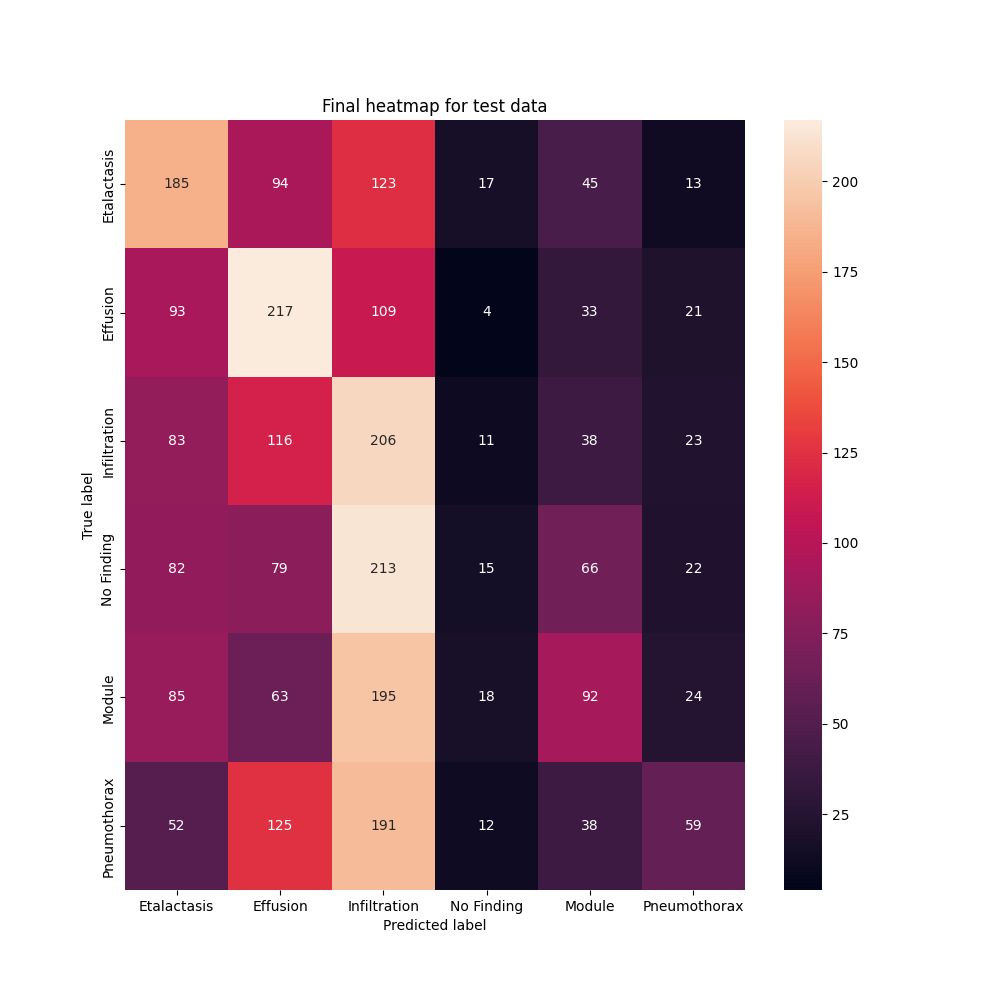 Final heatmap for test data
True label
Etalactasis 185 94 123 17 45 13
Effusion 93 217 109 4 33 21
Infiltration 83 116 206 11 38 23
No Finding 82 79 213 15 66 22
Module 85 63 195 18 92 24
Pneumothorax 52 125 191 12 38 59
Etalactasis Effusion Infiltration No Finding Module Pneumothorax
Predicted label
200
175
150
125
100
75
50
25